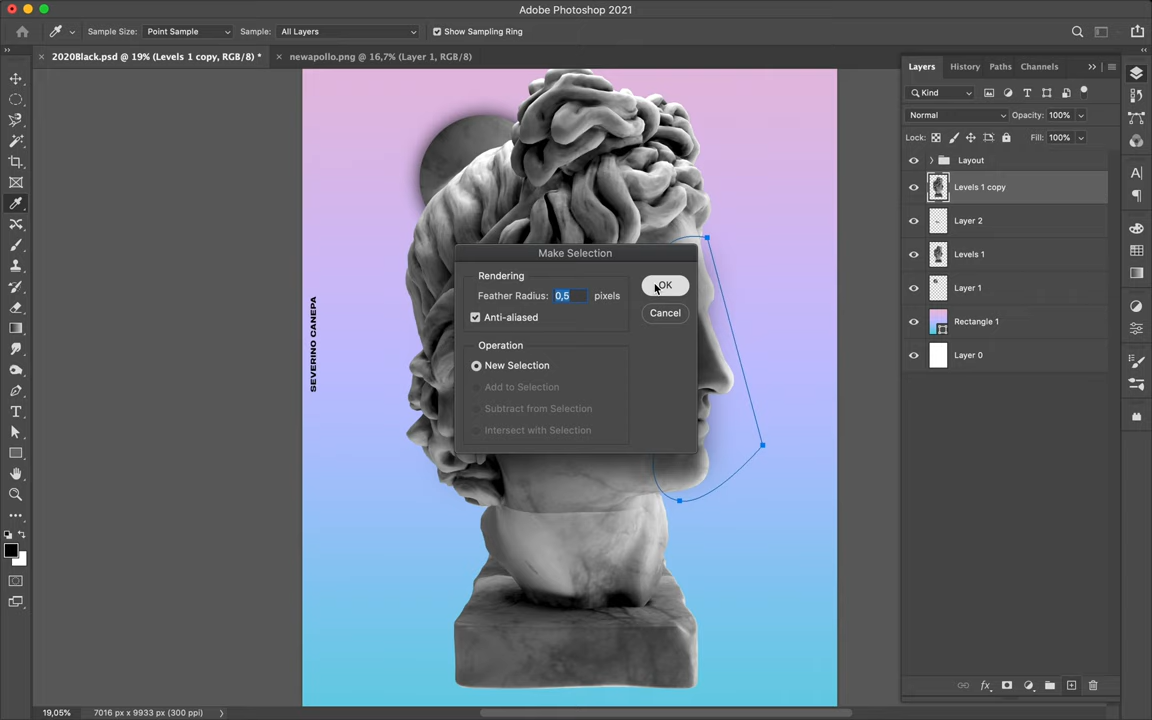 Adobe Photoshop 2021
Sample Size: Point Sample Sample: All Layers Show Sampling Ring
2020Black.psd @ 19% (Levels 1 copy, RGB/8) * newapollo.png @ 16,7% (Layer 1, RGB/8)
Layers History Paths Channels
Kind
Normal Opacity: 100%
Lock: Fill: 100%
Layout
Levels 1 copy
Layer 2
Levels 1
Layer 1
Rectangle 1
Layer 0
Make Selection
Rendering
Feather Radius: 0,5 pixels
Anti-aliased
OK
Cancel
Operation
New Selection
Add to Selection
Subtract from Selection
Intersect with Selection
SEVERINO CANEPA
19,05% 7016 px x 9933 px (300 ppi)